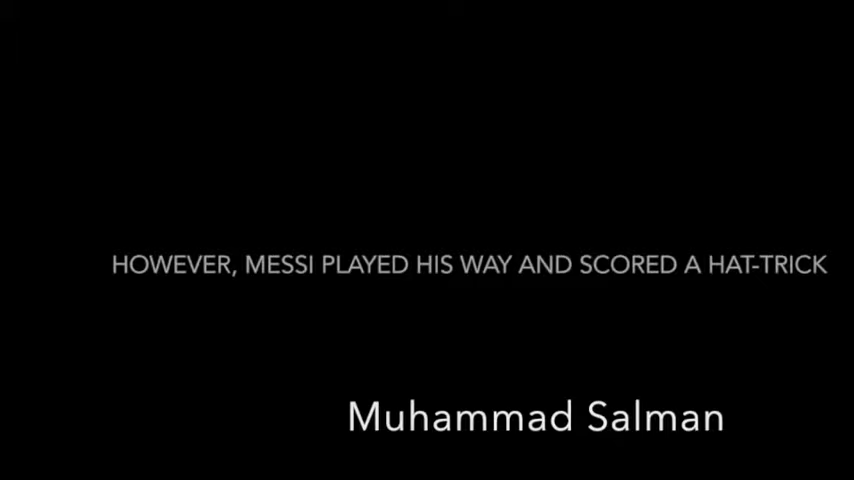 HOWEVER, MESSI PLAYED HIS WAY AND SCORED A HAT-TRICK
Muhammad Salman